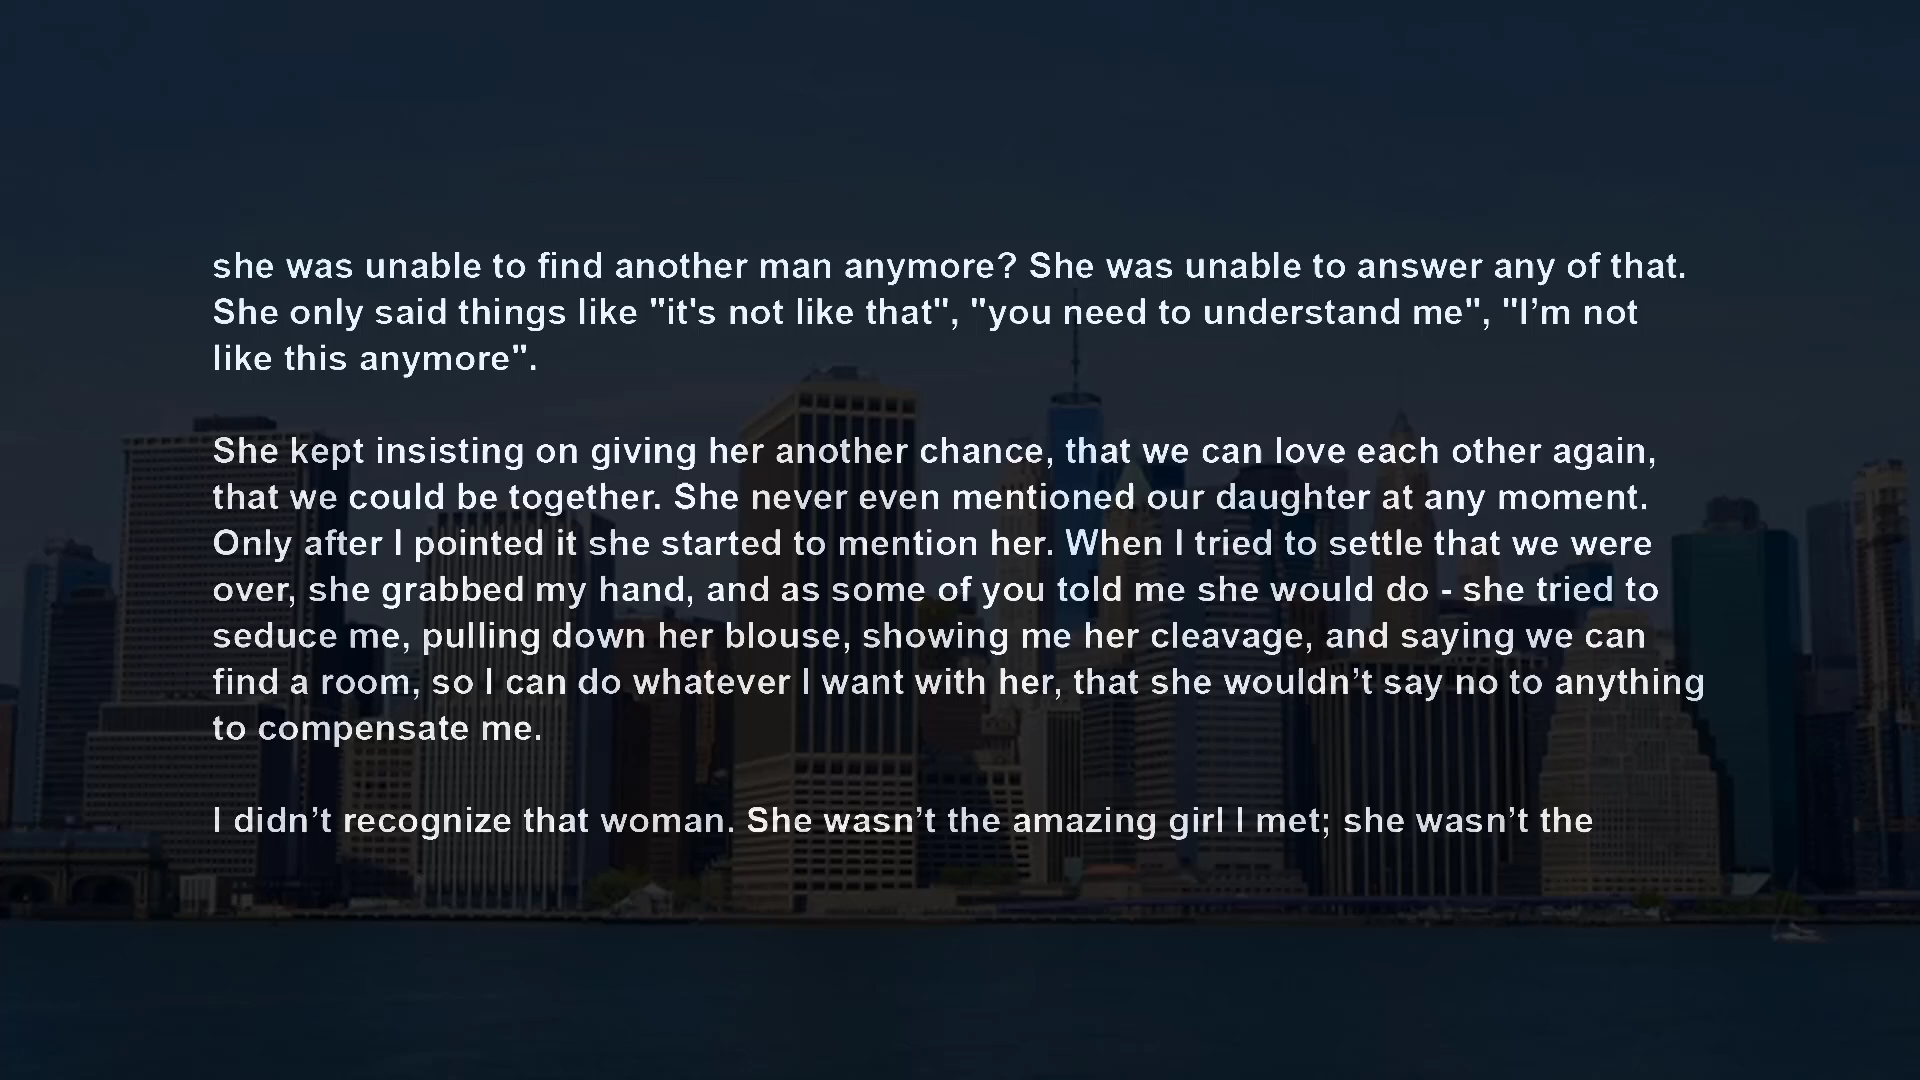 she was unable to find another man anymore? She was unable to answer any of that.
She only said things like "it's not like that", "you need to understand me", "I’m not
like this anymore".
She kept insisting on giving her another chance, that we can love each other again,
that we could be together. She never even mentioned our daughter at any moment.
Only after I pointed it she started to mention her. When I tried to settle that we were
over, she grabbed my hand, and as some of you told me she would do - she tried to
seduce me, pulling down her blouse, showing me her cleavage, and saying we can
find a room, so I can do whatever I want with her, that she wouldn’t say no to anything
to compensate me.
I didn’t recognize that woman. She wasn’t the amazing girl I met; she wasn’t the